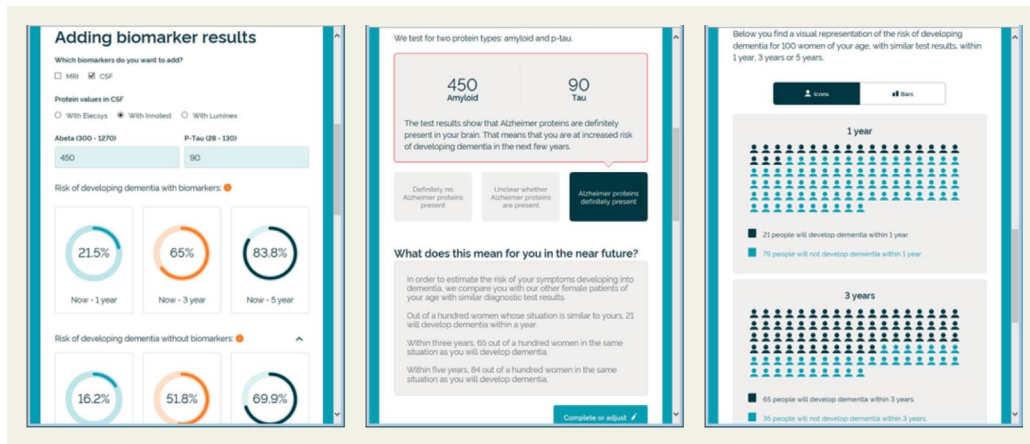 Adding biomarker results
Which biomarkers do you want to add?
MRI CSF
Protein values in CSF
With Elecsys With Innotest With Luminex
Abeta (300 - 1270) P-Tau (28 - 130)
450 90
Risk of developing dementia with biomarkers:
21.5% 65% 83.8%
Now - 1 year Now - 3 year Now - 5 year
Risk of developing dementia without biomarkers:
16.2% 51.8% 69.9%
We test for two protein types: amyloid and p-tau.
450 90
Amyloid Tau
The test results show that Alzheimer proteins are definitely
present in your brain. That means that you are at increased risk
of developing dementia in the next few years.
Definitely no
Alzheimer proteins
present
Unclear whether
Alzheimer proteins
are present
Alzheimer proteins
definitely present
What does this mean for you in the near future?
In order to estimate the risk of your symptoms developing into
dementia, we compare you with our other female patients of
your age with similar diagnostic test results.
Out of a hundred women whose situation is similar to yours, 21
will develop dementia within a year.
Within three years, 65 out of a hundred women in the same
situation as you will develop dementia.
Within five years, 84 out of a hundred women in the same
situation as you will develop dementia.
Complete or adjust
Below you find a visual representation of the risk of developing
dementia for 100 women of your age, with similar test results, within
1 year, 3 years or 5 years.
Icons Bars
1 year
21 people will develop dementia within 1 year
79 people will not develop dementia within 1 year
3 years
65 people will develop dementia within 3 years
35 people will not develop dementia within 3 years